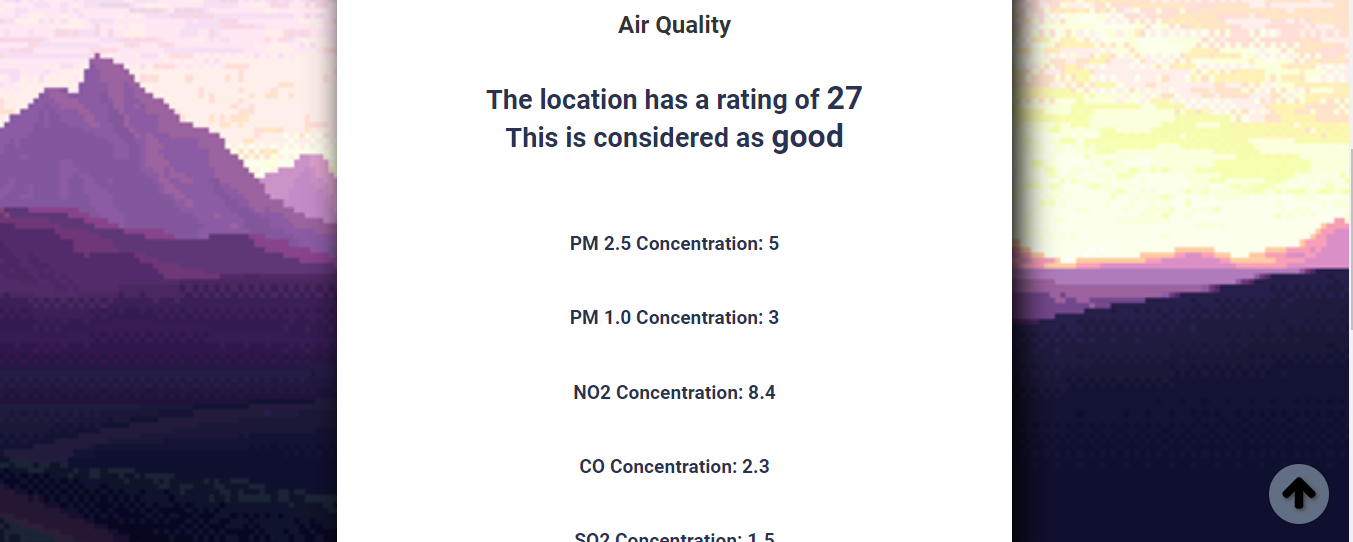 Air Quality
The location has a rating of 27
This is considered as good
PM 2.5 Concentration: 5
PM 1.0 Concentration: 3
NO2 Concentration: 8.4
CO Concentration: 2.3
SO2 Concentration: 1.5